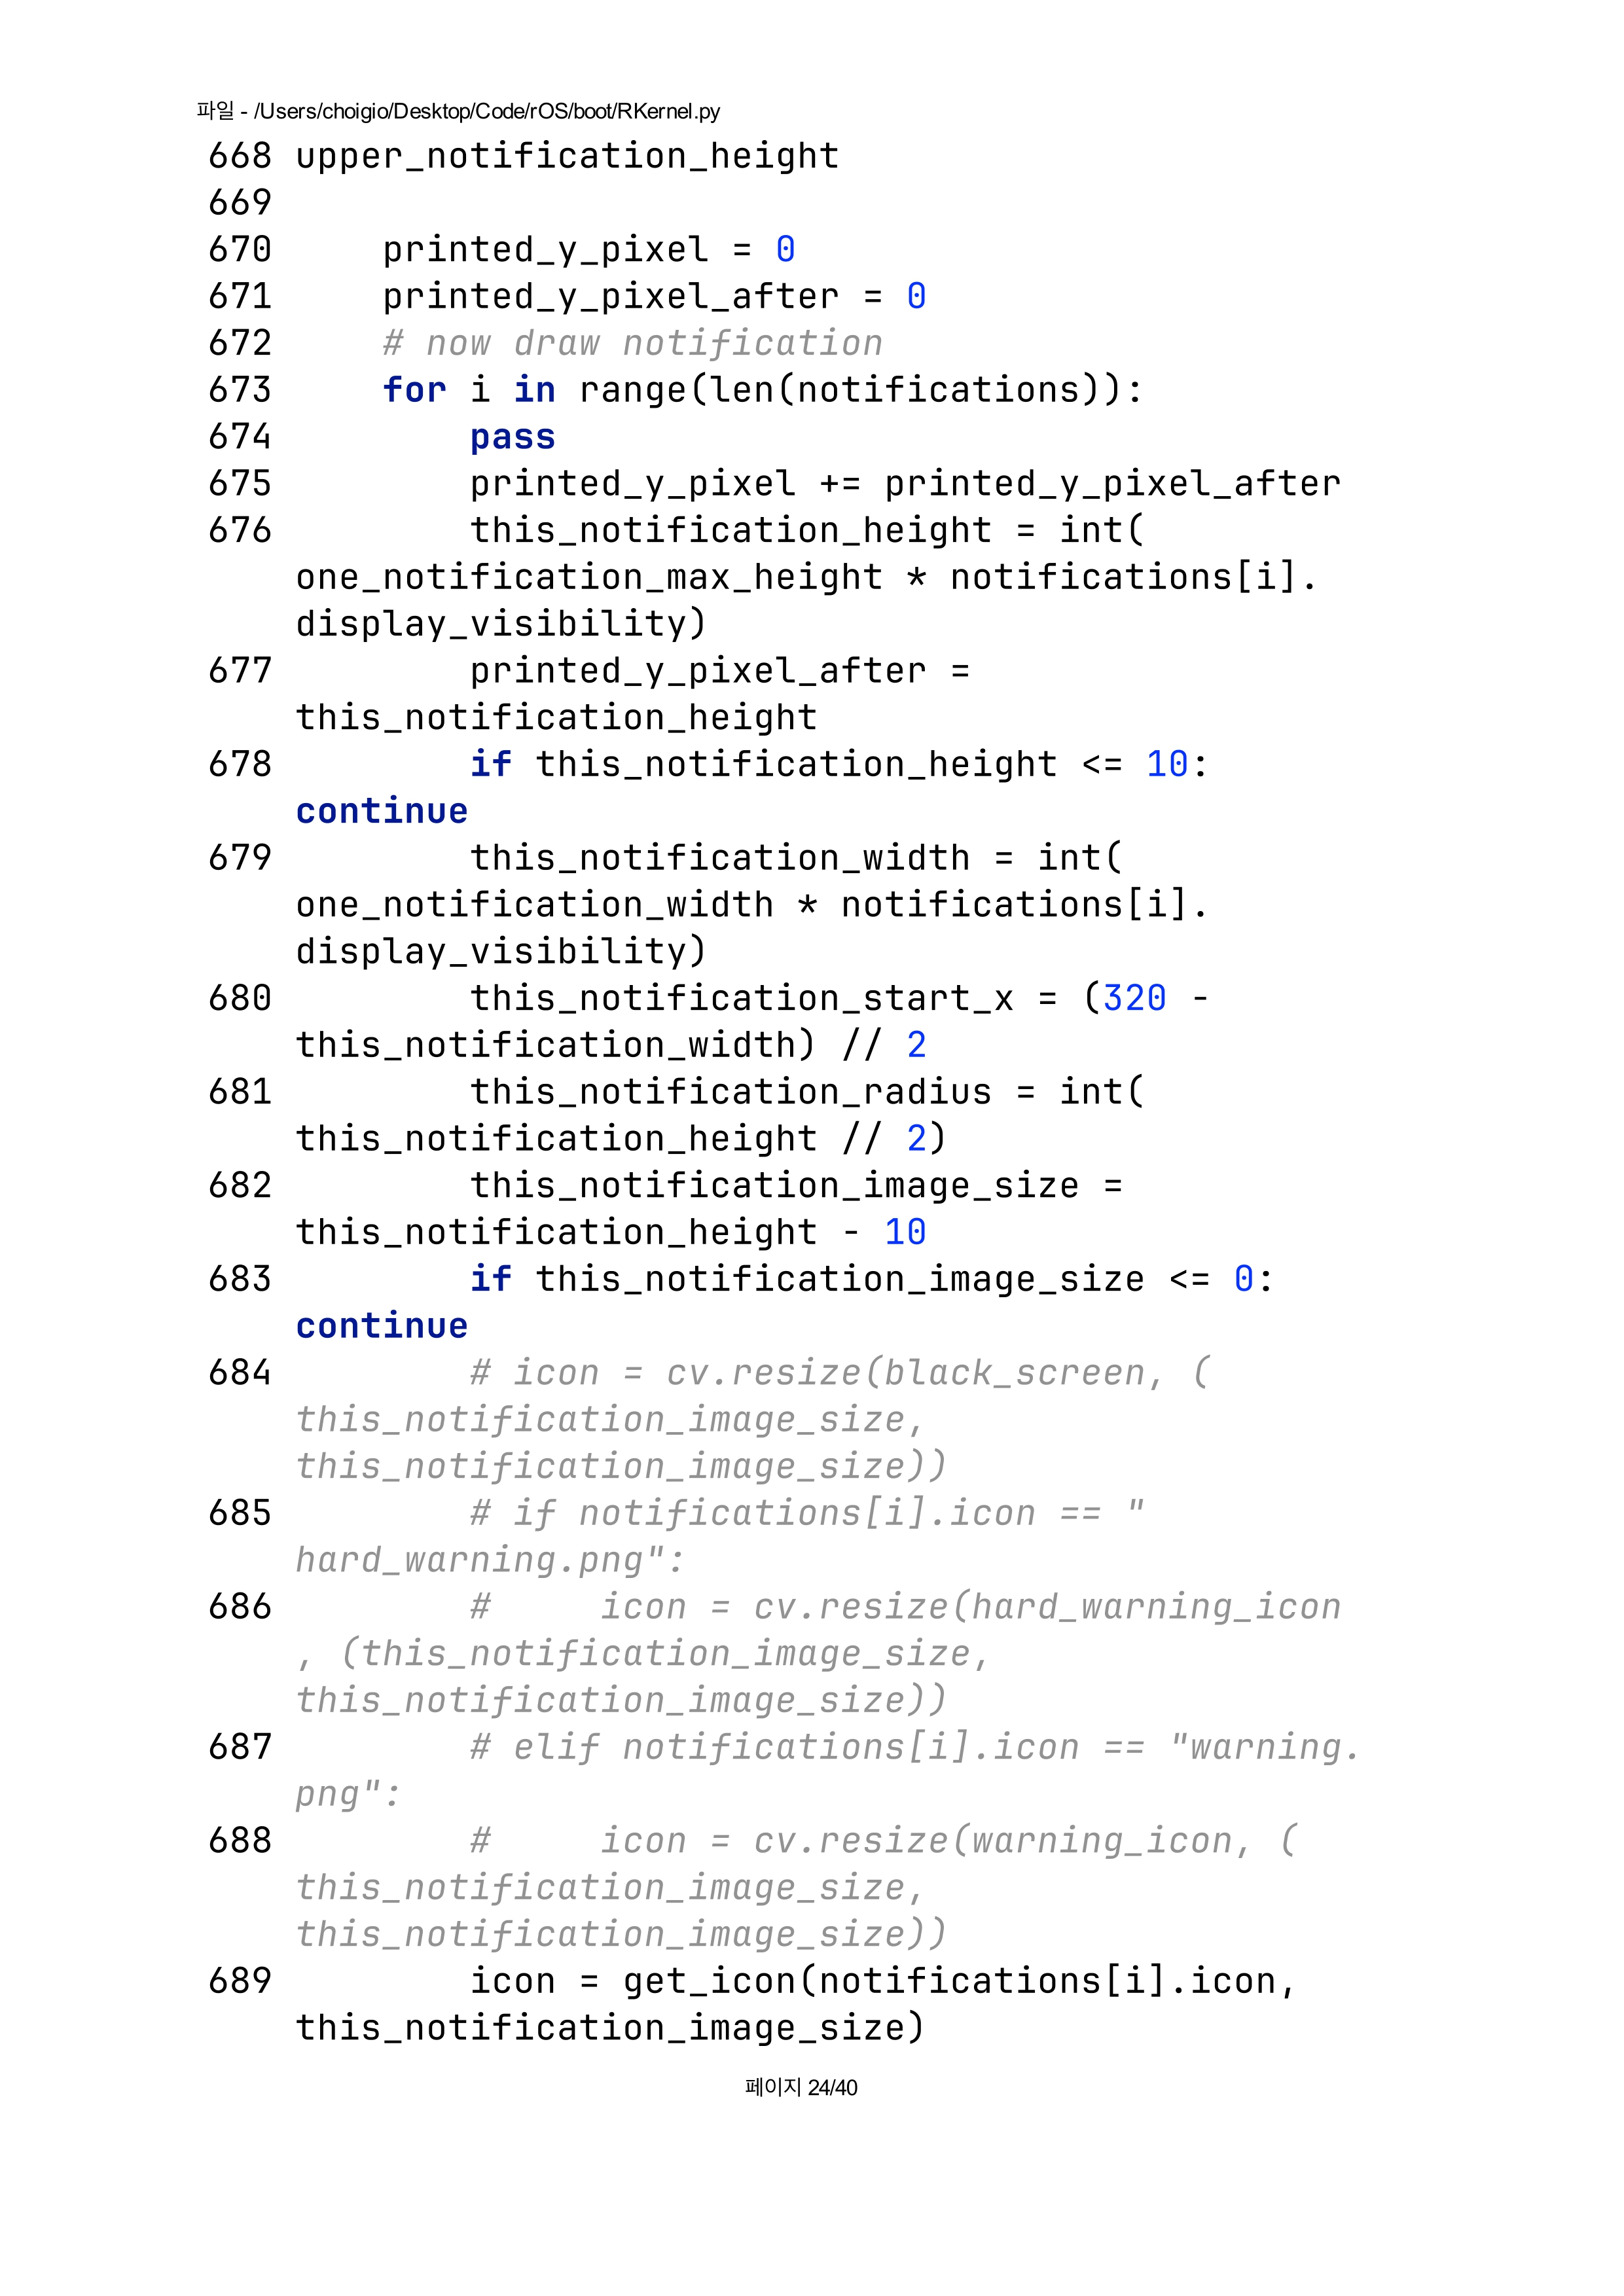 파일 - /Users/choigio/Desktop/Code/rOS/boot/RKernel.py
668 upper_notification_height
669
670     printed_y_pixel = 0
671     printed_y_pixel_after = 0
672     # now draw notification
673     for i in range(len(notifications)):
674         pass
675         printed_y_pixel += printed_y_pixel_after
676         this_notification_height = int(
    one_notification_max_height * notifications[i].
    display_visibility)
677         printed_y_pixel_after =
    this_notification_height
678         if this_notification_height <= 10:
    continue
679         this_notification_width = int(
    one_notification_width * notifications[i].
    display_visibility)
680         this_notification_start_x = (320 -
    this_notification_width) // 2
681         this_notification_radius = int(
    this_notification_height // 2)
682         this_notification_image_size =
    this_notification_height - 10
683         if this_notification_image_size <= 0:
    continue
684         # icon = cv.resize(black_screen, (
    this_notification_image_size,
    this_notification_image_size))
685         # if notifications[i].icon == "
    hard_warning.png":
686         #     icon = cv.resize(hard_warning_icon
    , (this_notification_image_size,
    this_notification_image_size))
687         # elif notifications[i].icon == "warning.
    png":
688         #     icon = cv.resize(warning_icon, (
    this_notification_image_size,
    this_notification_image_size))
689         icon = get_icon(notifications[i].icon,
    this_notification_image_size)
페이지 24/40